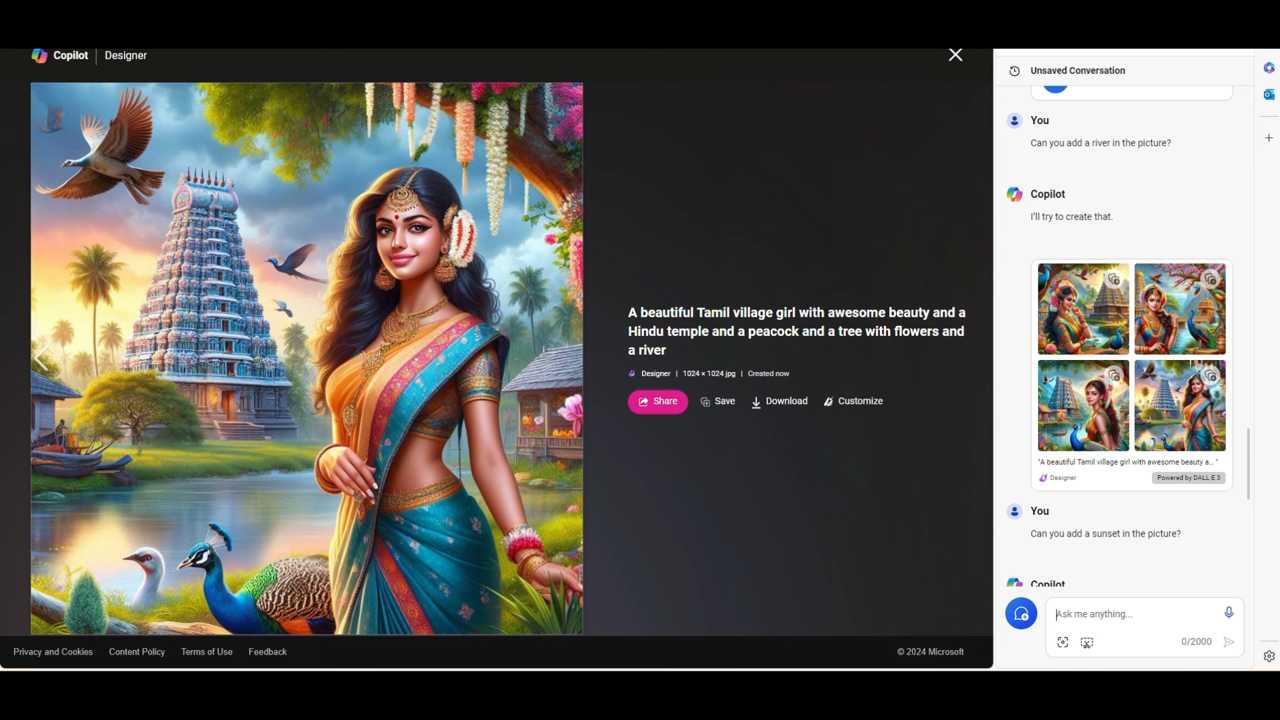 Copilot | Designer
A beautiful Tamil village girl with awesome beauty and a
Hindu temple and a peacock and a tree with flowers and
a river
Designer | 1024 × 1024 jpg | Created now
Share Save Download Customize
Privacy and Cookies Content Policy Terms of Use Feedback © 2024 Microsoft
Unsaved Conversation
You
Can you add a river in the picture?
Copilot
I'll try to create that.
"A beautiful Tamil village girl with awesome beauty a... "
Designer Powered by DALL·E 3
You
Can you add a sunset in the picture?
Copilot
Ask me anything...
0/2000